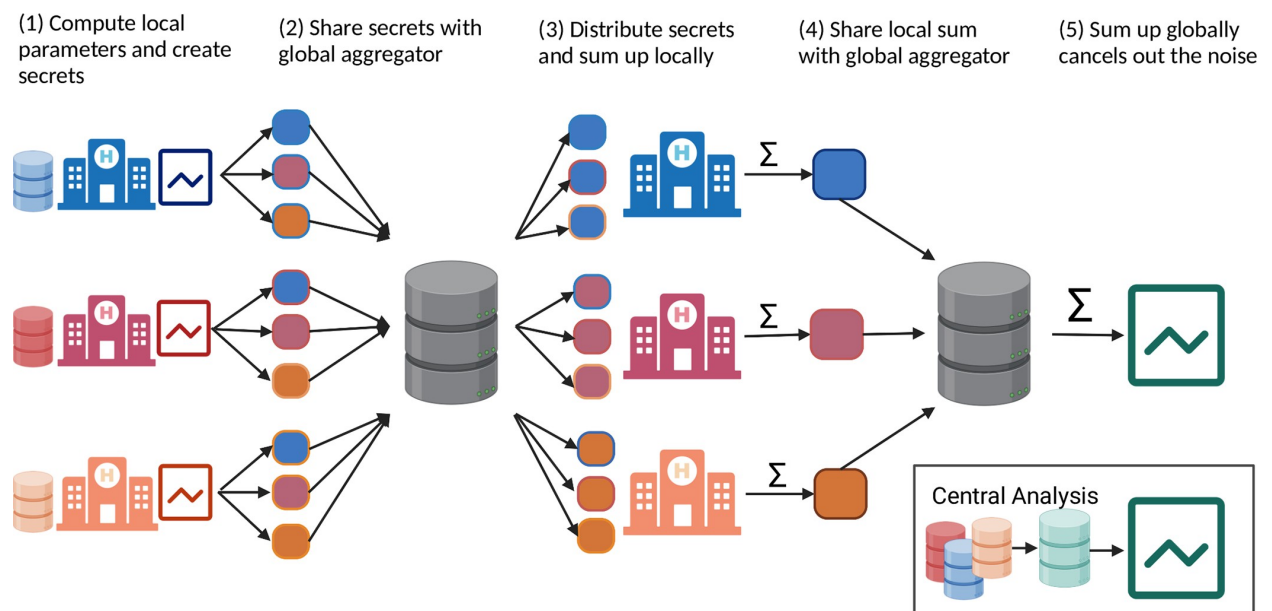 (1) Compute local
parameters and create
secrets
(2) Share secrets with
global aggregator
(3) Distribute secrets
and sum up locally
(4) Share local sum
with global aggregator
(5) Sum up globally
cancels out the noise
H
H
H
H
H
H
Σ
Σ
Σ
Σ
Central Analysis